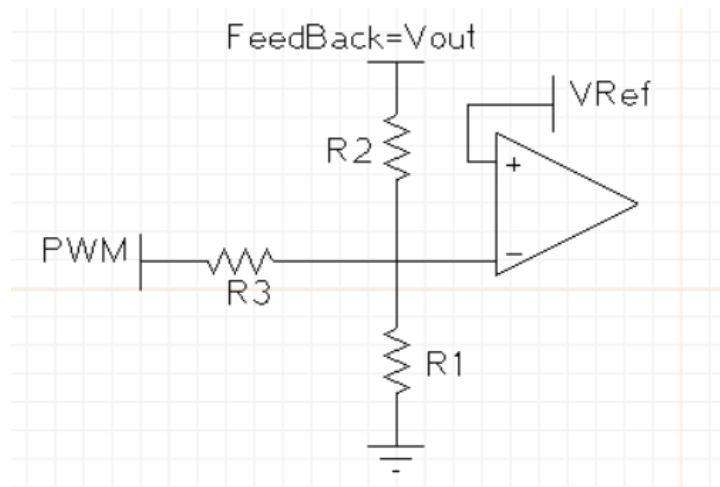 FeedBack=Vout
VRef
R2
+
PWM
−
R3
R1